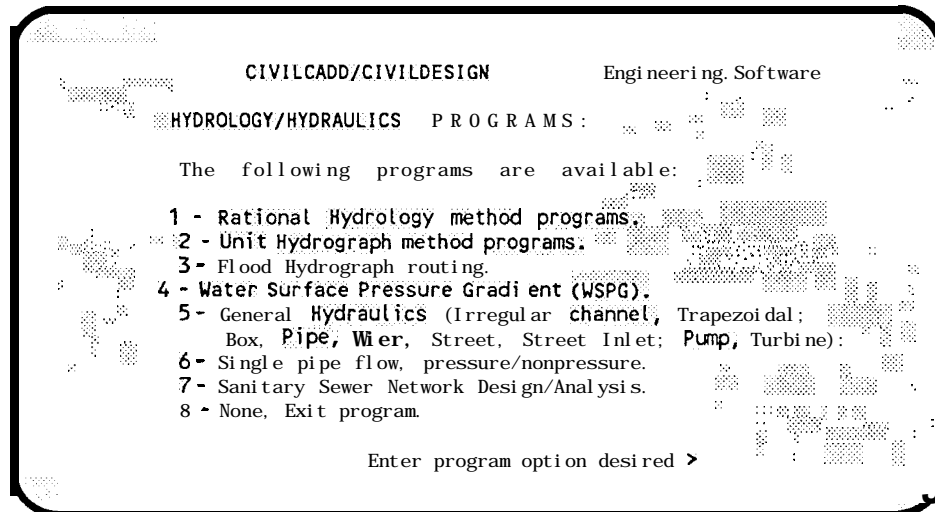 CIVILCADD/CIVILDESIGN Engineering.Software
HYDROLOGY/HYDRAULICS PROGRAMS:
The following programs are available:
1 - Rational Hydrology method programs.
2 - Unit Hydrograph method programs.
3 - Flood Hydrograph routing.
4 - Water Surface Pressure Gradient (WSPG).
5 - General Hydraulics (Irregular channel, Trapezoidal;
Box, Pipe, Wier, Street, Street Inlet; Pump, Turbine):
6 - Single pipe flow, pressure/nonpressure.
7 - Sanitary Sewer Network Design/Analysis.
8 - None, Exit program.
Enter program option desired >